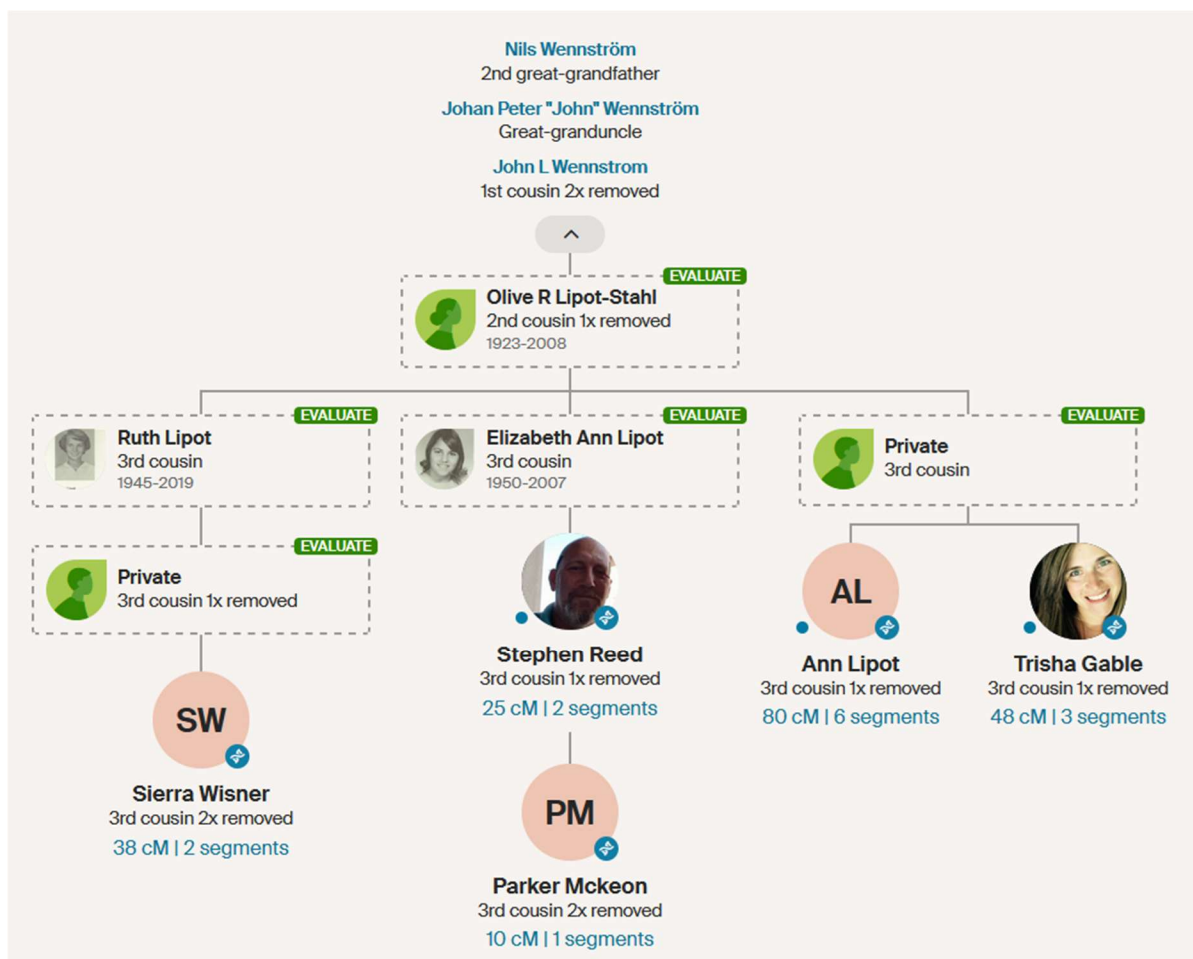 Nils Wennström
2nd great-grandfather
Johan Peter "John" Wennström
Great-granduncle
John L Wennstrom
1st cousin 2x removed
EVALUATE
Olive R Lipot-Stahl
2nd cousin 1x removed
1923-2008
EVALUATE
Ruth Lipot
3rd cousin
1945-2019
EVALUATE
Elizabeth Ann Lipot
3rd cousin
1950-2007
EVALUATE
Private
3rd cousin
EVALUATE
Private
3rd cousin 1x removed
SW
Sierra Wisner
3rd cousin 2x removed
38 cM | 2 segments
Stephen Reed
3rd cousin 1x removed
25 cM | 2 segments
PM
Parker Mckeon
3rd cousin 2x removed
10 cM | 1 segments
AL
Ann Lipot
3rd cousin 1x removed
80 cM | 6 segments
Trisha Gable
3rd cousin 1x removed
48 cM | 3 segments